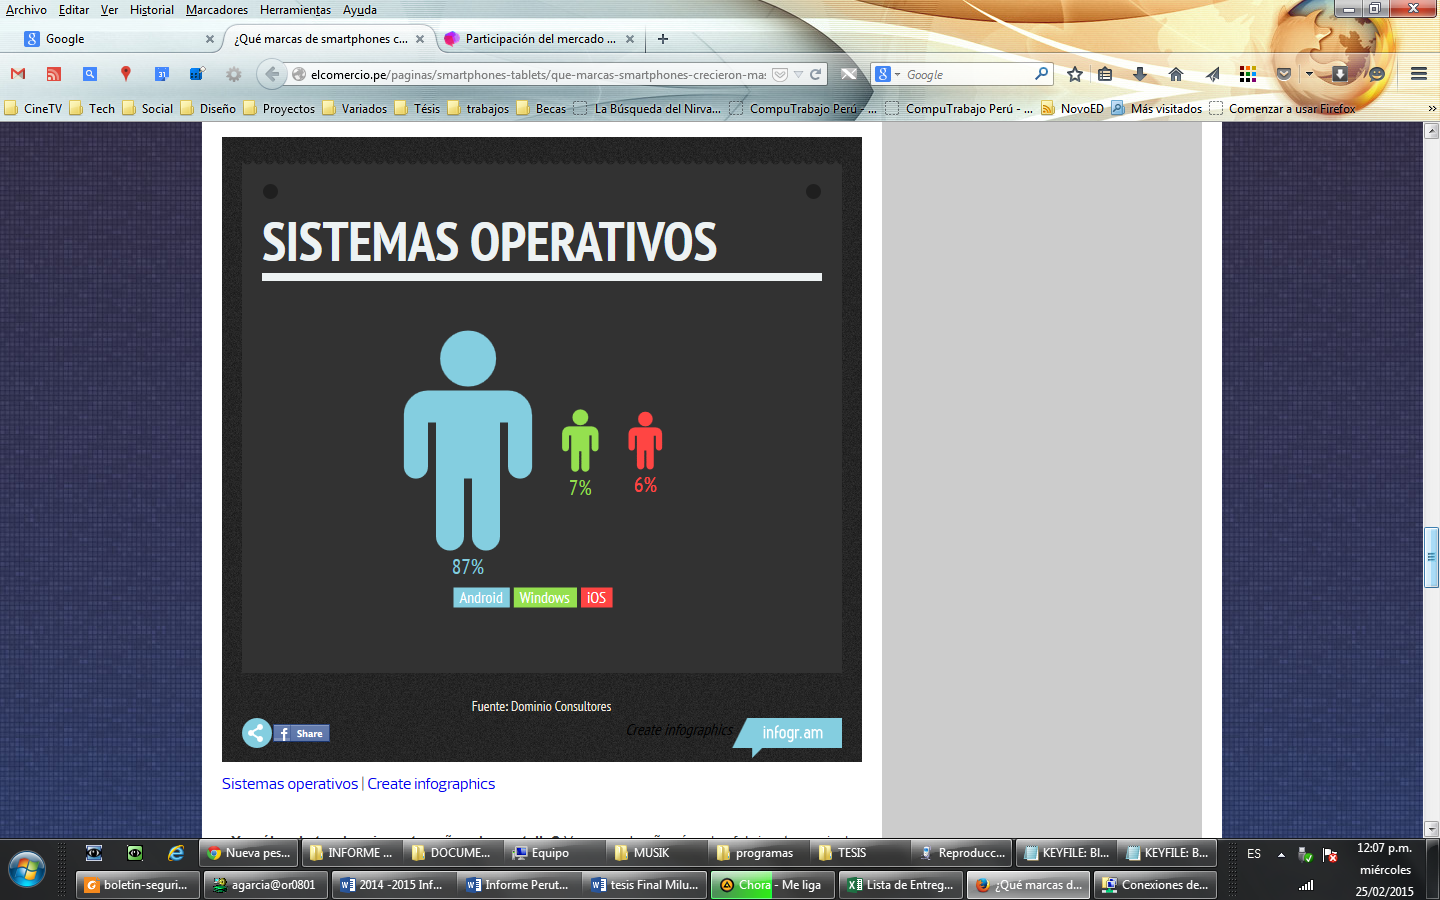 Archivo Editar Ver Historial Marcadores Herramientas Ayuda
Google
¿Qué marcas de smartphones c...
Participación del mercado ...
elcomercio.pe/paginas/smartphones-tablets/que-marcas-smartphones-crecieron-mas
Google
CineTV Tech Social Diseño Proyectos Variados Tésis trabajos Becas La Búsqueda del Nirva... CompuTrabajo Perú - ... CompuTrabajo Perú - ... NovoED Más visitados Comenzar a usar Firefox
SISTEMAS OPERATIVOS
7%
6%
87%
Android Windows iOS
Fuente: Dominio Consultores
Share
Create infographics
infogr.am
Sistemas operativos | Create infographics
Nueva pes... INFORME ... DOCUME... Equipo MUSIK programas TESIS Reproducc... KEYFILE: Bl... KEYFILE: B...
boletin-seguri... agarcia@or0801 2014 -2015 Inf... Informe Perut... tesis Final Milu... Chora - Me liga Lista de Entreg... ¿Qué marcas d... Conexiones de...
ES
12:07 p.m.
miércoles
25/02/2015